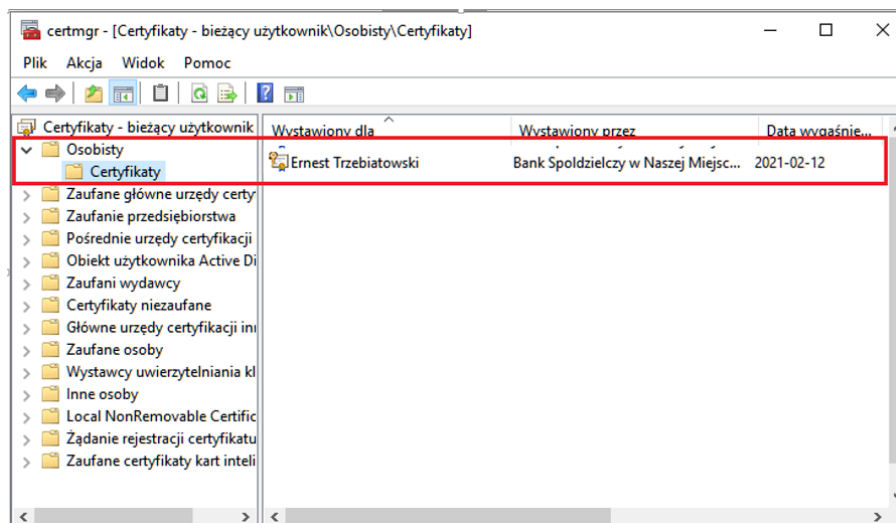 certmgr - [Certyfikaty - bieżący użytkownik\Osobisty\Certyfikaty]
Plik Akcja Widok Pomoc
Certyfikaty - bieżący użytkownik
Wystawiony dla Wystawiony przez Data wygaśnie...
Osobisty
Certyfikaty
Ernest Trzebiatowski Bank Spoldzielczy w Naszej Miejsc... 2021-02-12
Zaufane główne urzędy certy
Zaufanie przedsiębiorstwa
Pośrednie urzędy certyfikacji
Obiekt użytkownika Active Di
Zaufani wydawcy
Certyfikaty niezaufane
Główne urzędy certyfikacji inn
Zaufane osoby
Wystawcy uwierzytelniania kl
Inne osoby
Local NonRemovable Certific
Żądanie rejestracji certyfikatu
Zaufane certyfikaty kart inteli